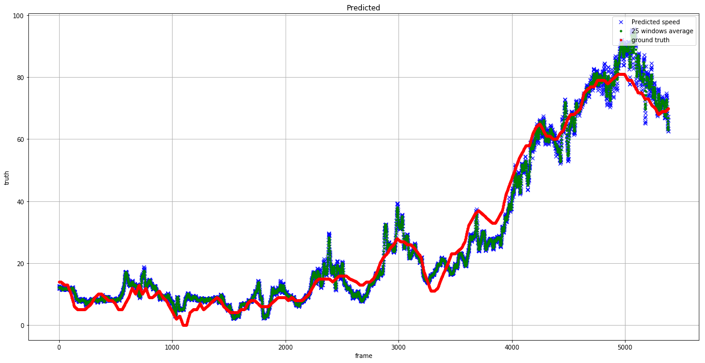 Predicted
100
80
60
40
20
0
truth
0
1000
2000
3000
4000
5000
frame
Predicted speed
25 windows average
ground truth